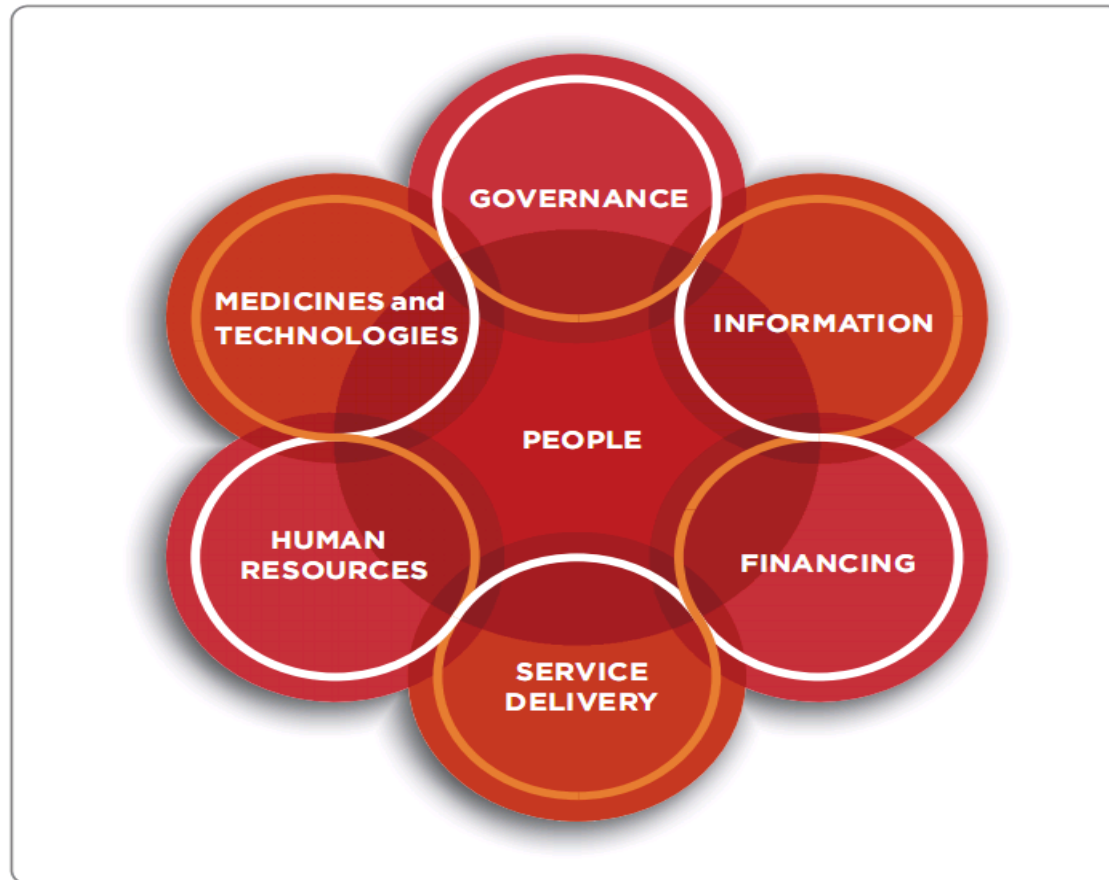 GOVERNANCE
MEDICINES and
TECHNOLOGIES
INFORMATION
PEOPLE
HUMAN
RESOURCES
FINANCING
SERVICE
DELIVERY